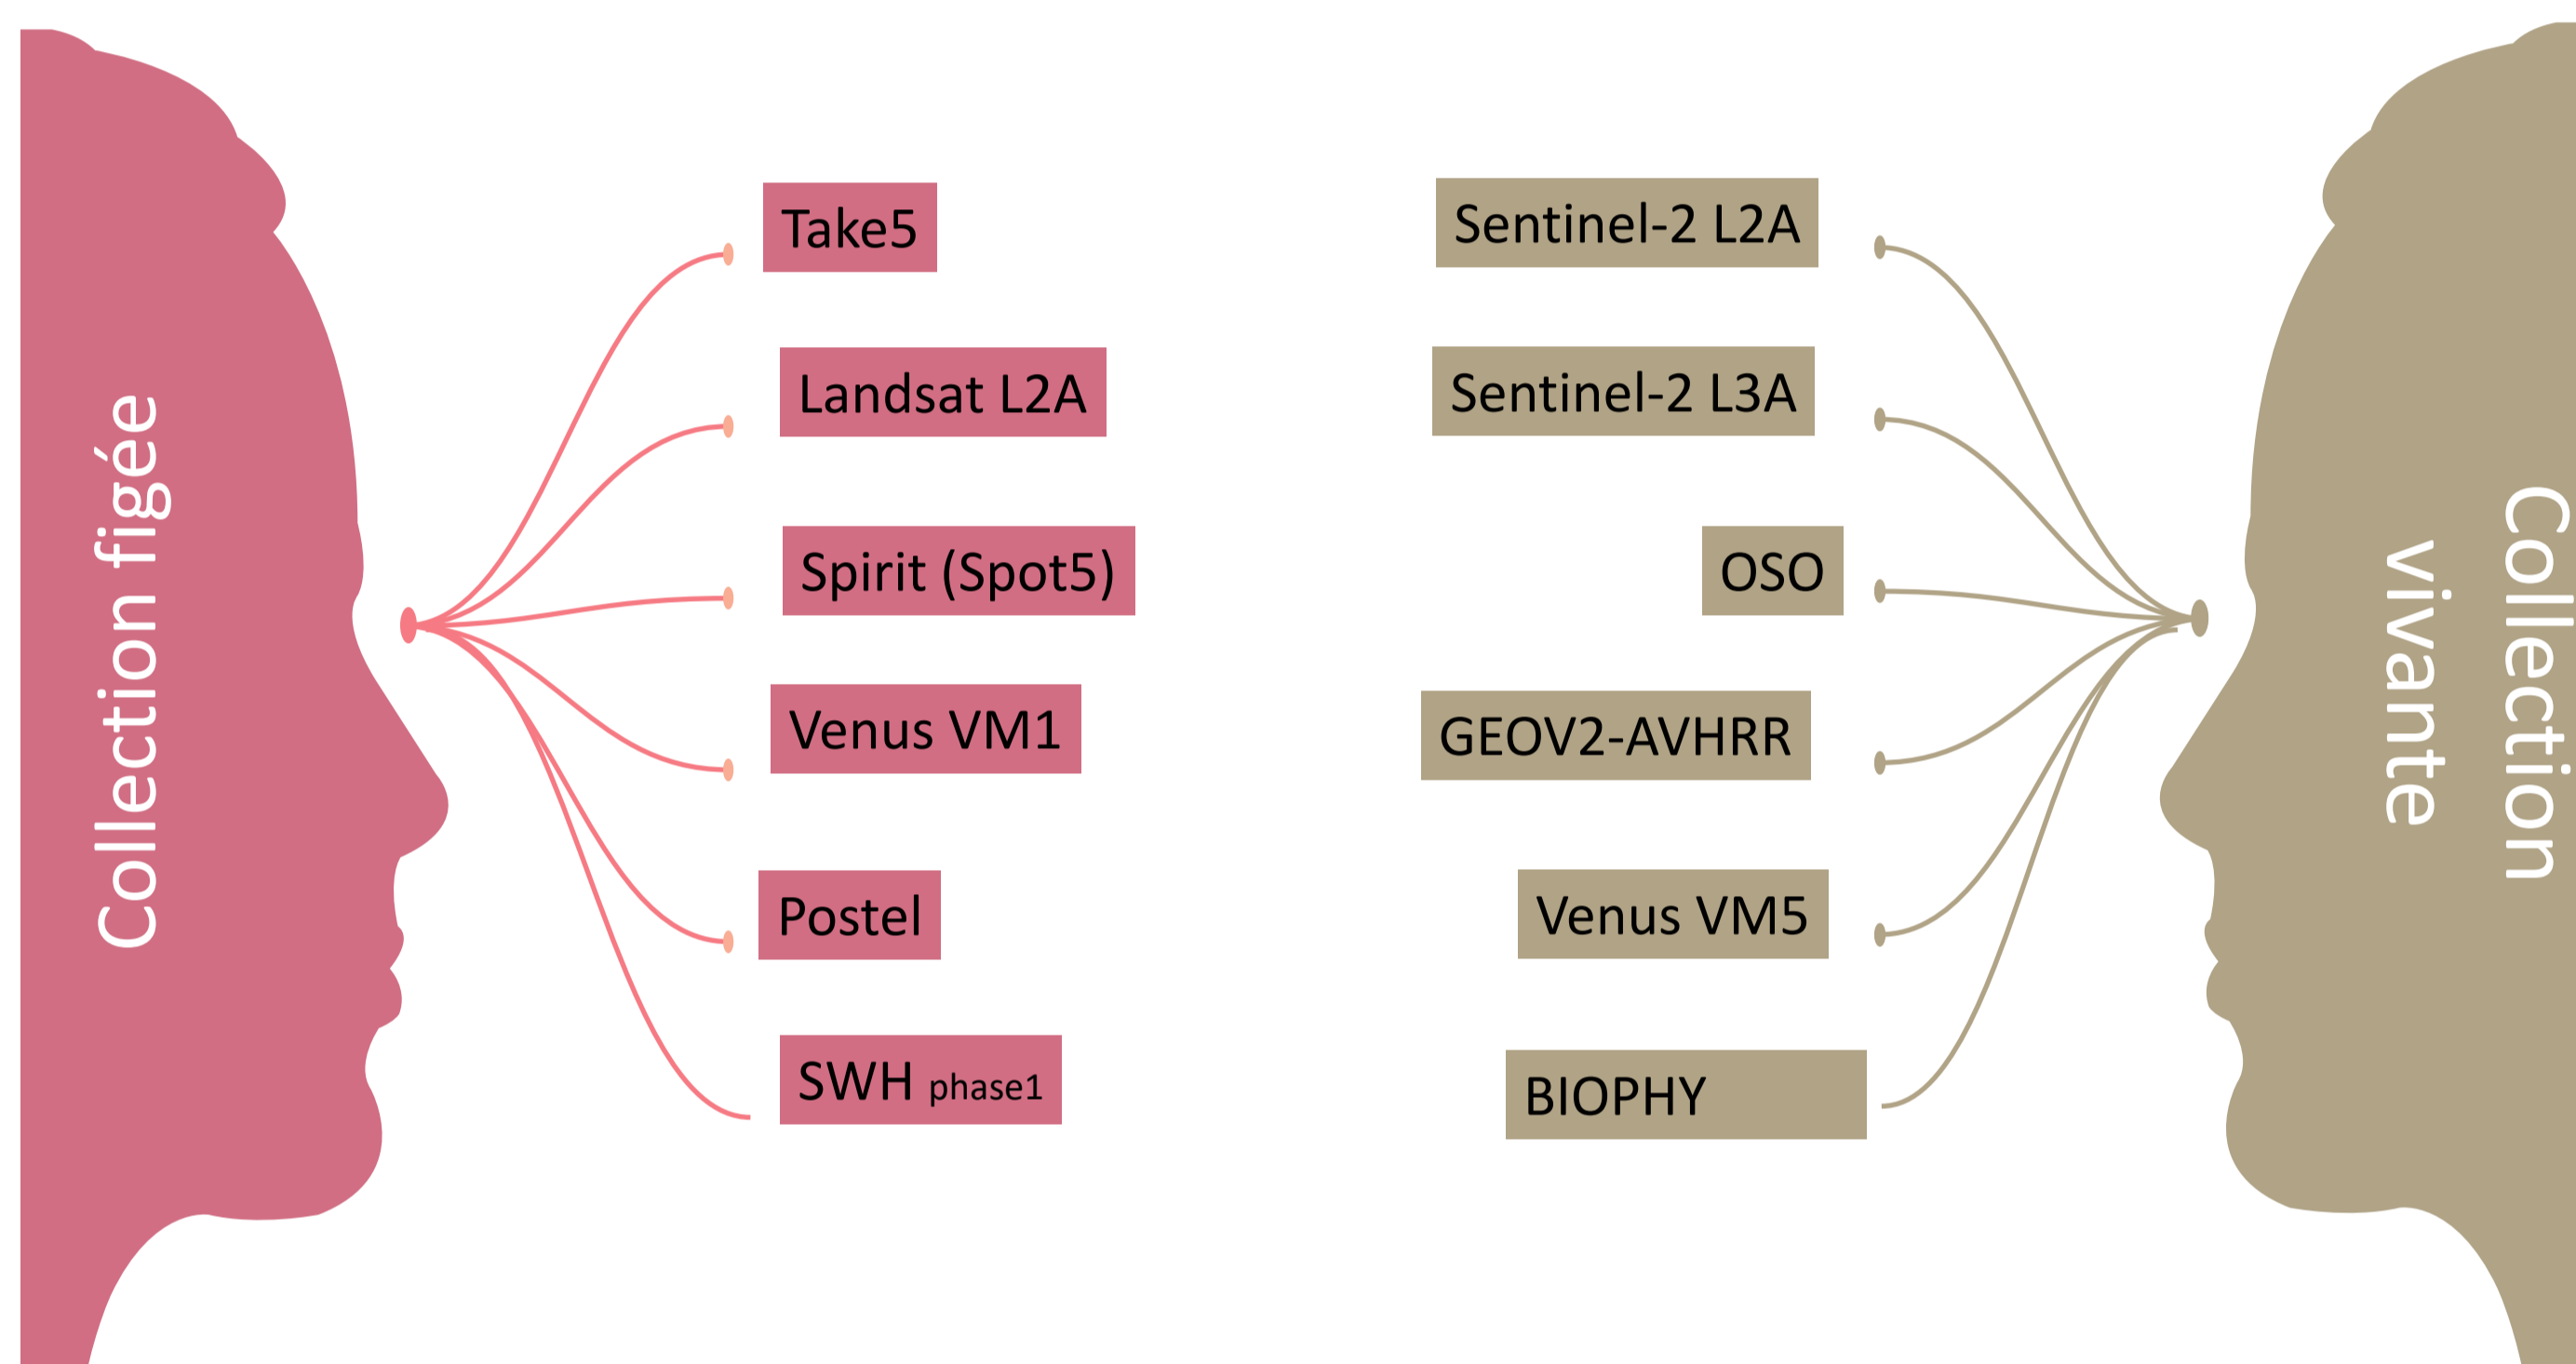 Collection figée
Take5
Landsat L2A
Spirit (Spot5)
Venus VM1
Postel
SWH phase1
Sentinel-2 L2A
Sentinel-2 L3A
OSO
GEOV2-AVHRR
Venus VM5
BIOPHY
Collection
vivante